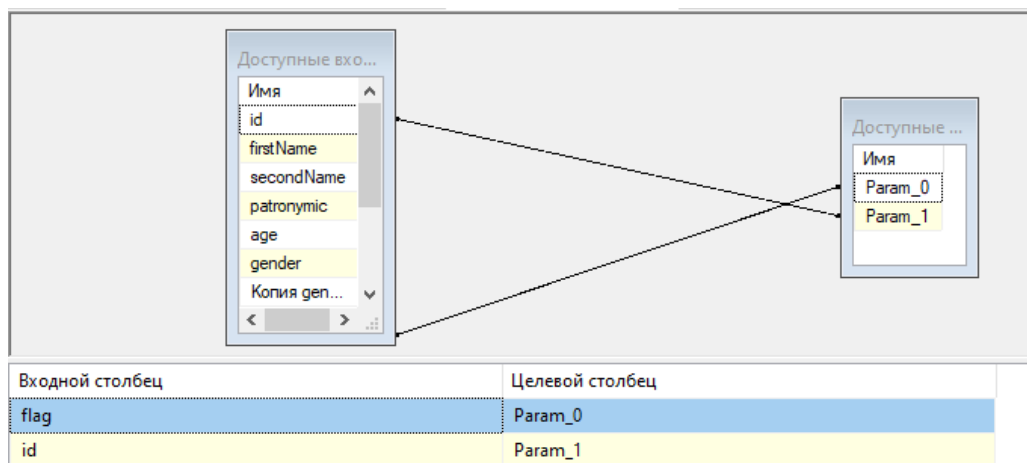 Доступные вхо...
Имя
id
firstName
secondName
patronymic
age
gender
Копия gen...
Доступные ...
Имя
Param_0
Param_1
Входной столбец Целевой столбец
flag Param_0
id Param_1